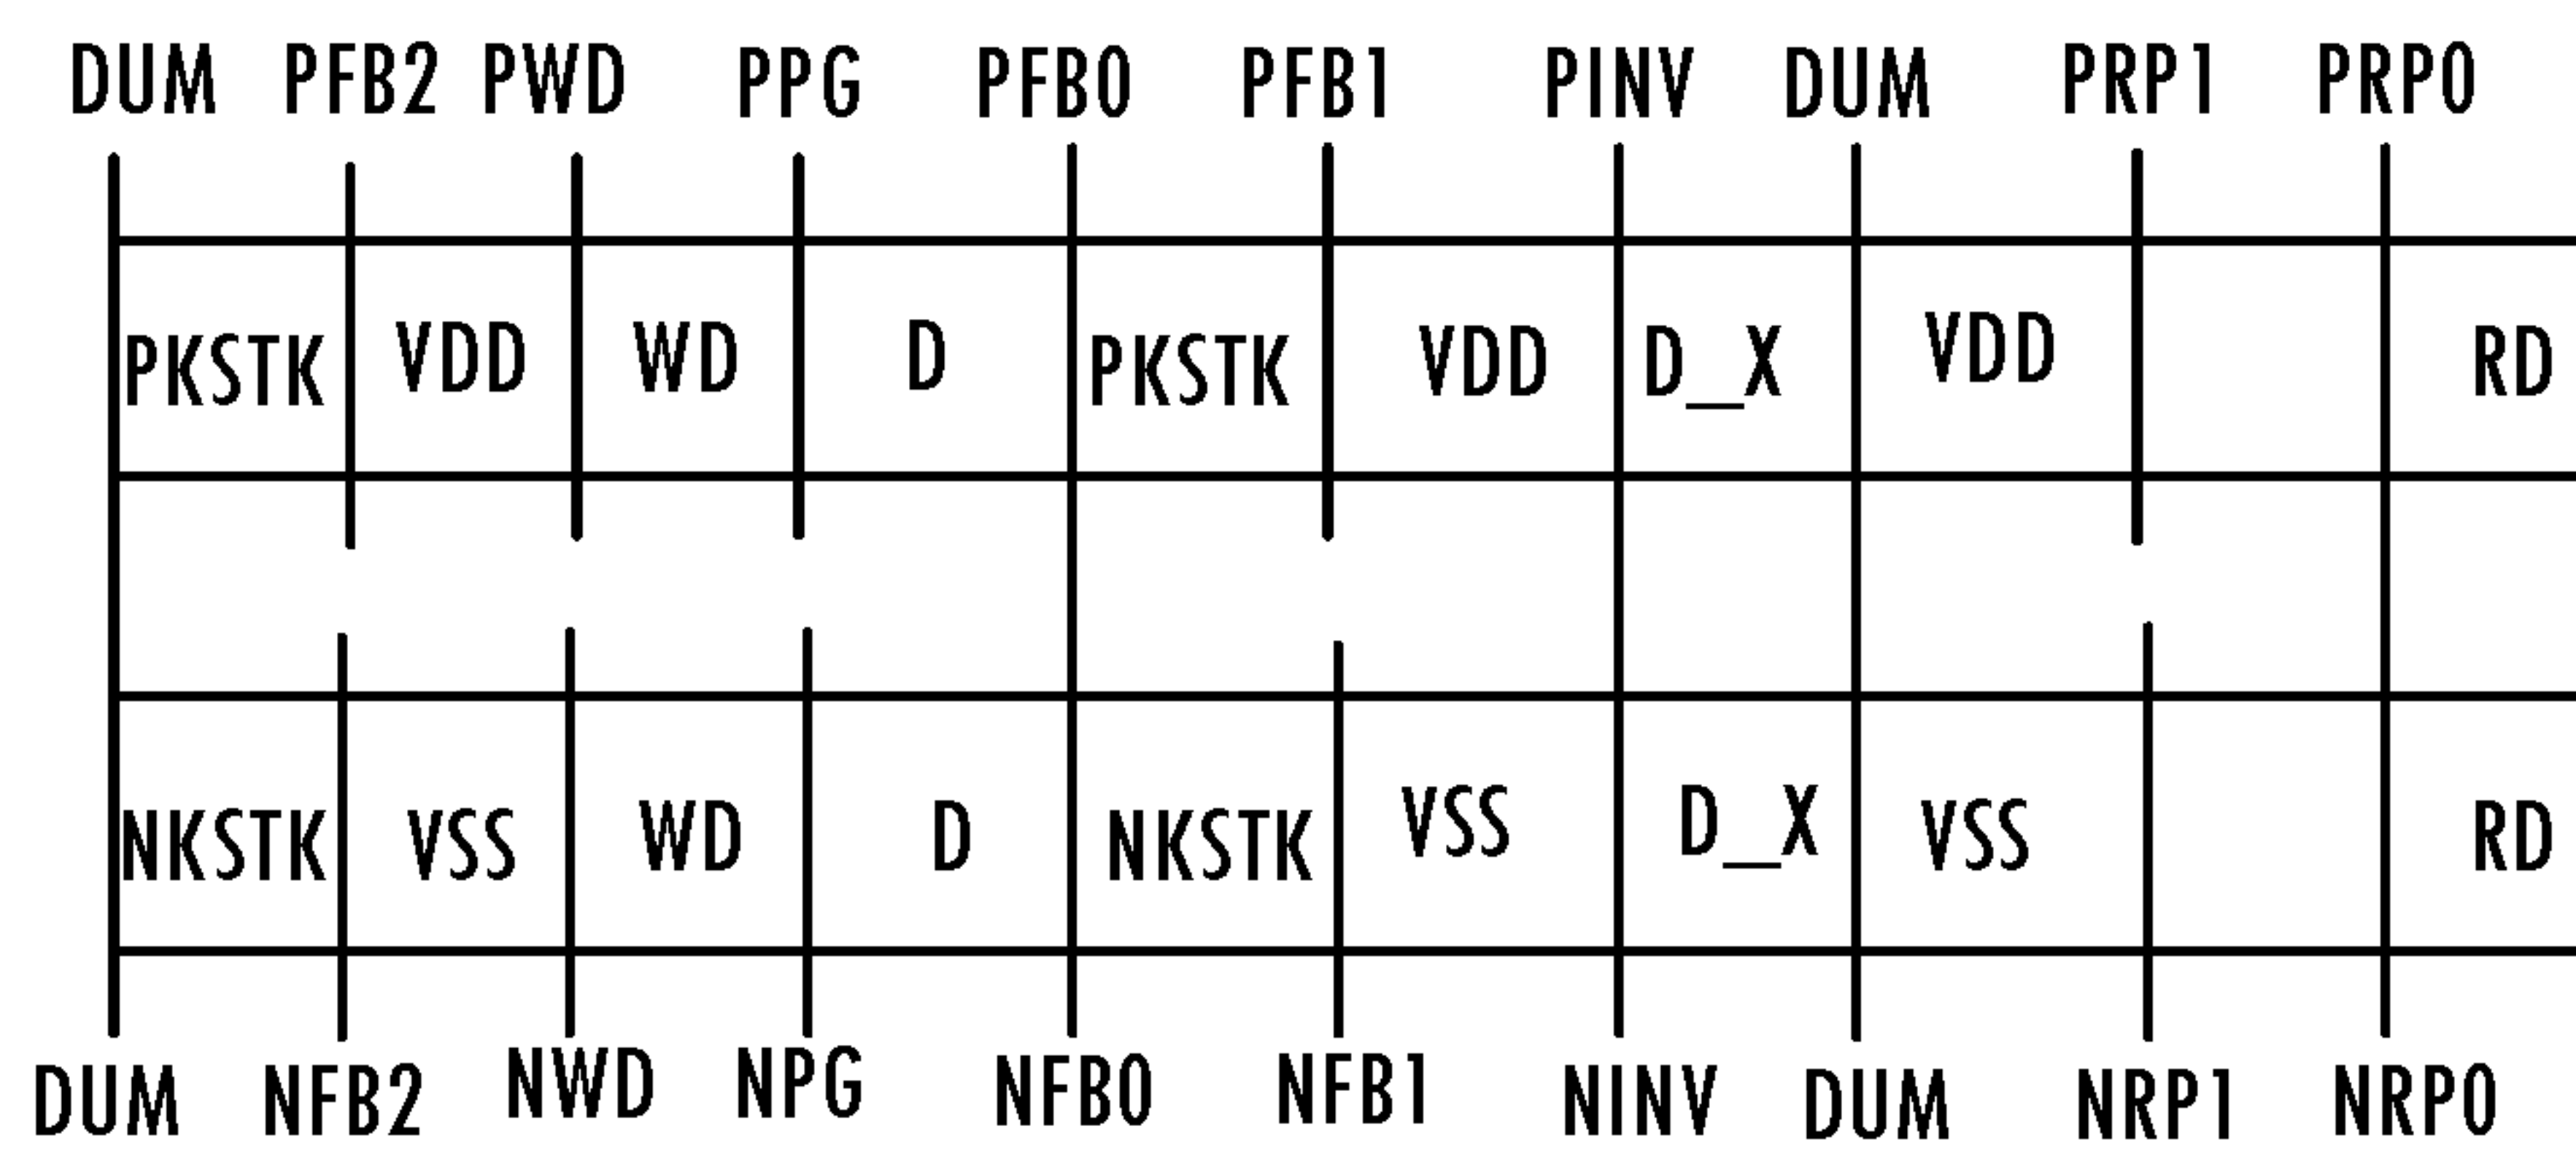 DUM PFB2 PWD PPG PFB0 PFB1 PINV DUM PRP1 PRP0
PKSTK VDD WD D PKSTK VDD D_X VDD RD
NKSTK VSS WD D NKSTK VSS D_X VSS RD
DUM NFB2 NWD NPG NFB0 NFB1 NINV DUM NRP1 NRP0